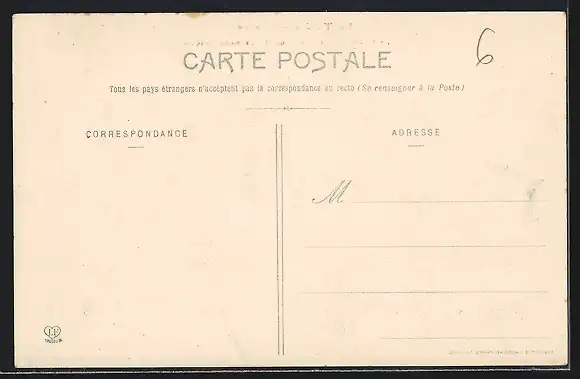 6
CARTE POSTALE
Tous les pays étrangers n'acceptent pas la correspondance au recto (Se renseigner à la Poste)
CORRESPONDANCE
ADRESSE
M